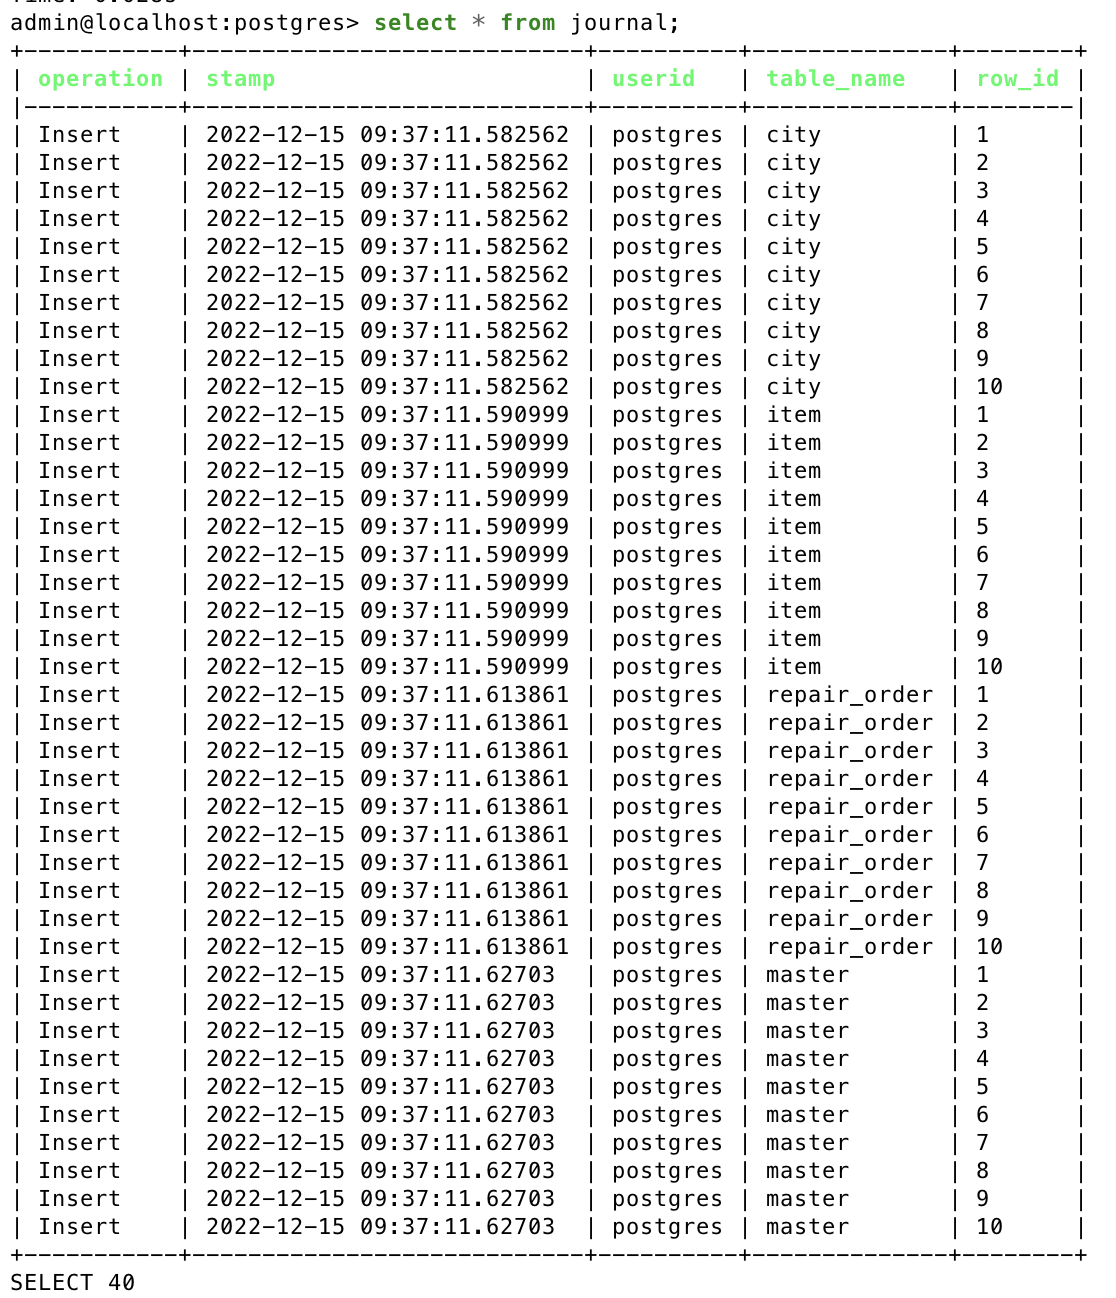 Time: 0.028s
admin@localhost:postgres> select * from journal;
+-----------+----------------------------+----------+--------------+--------+
| operation | stamp                      | userid   | table_name   | row_id |
|-----------+----------------------------+----------+--------------+--------|
| Insert    | 2022-12-15 09:37:11.582562 | postgres | city         | 1      |
| Insert    | 2022-12-15 09:37:11.582562 | postgres | city         | 2      |
| Insert    | 2022-12-15 09:37:11.582562 | postgres | city         | 3      |
| Insert    | 2022-12-15 09:37:11.582562 | postgres | city         | 4      |
| Insert    | 2022-12-15 09:37:11.582562 | postgres | city         | 5      |
| Insert    | 2022-12-15 09:37:11.582562 | postgres | city         | 6      |
| Insert    | 2022-12-15 09:37:11.582562 | postgres | city         | 7      |
| Insert    | 2022-12-15 09:37:11.582562 | postgres | city         | 8      |
| Insert    | 2022-12-15 09:37:11.582562 | postgres | city         | 9      |
| Insert    | 2022-12-15 09:37:11.582562 | postgres | city         | 10     |
| Insert    | 2022-12-15 09:37:11.590999 | postgres | item         | 1      |
| Insert    | 2022-12-15 09:37:11.590999 | postgres | item         | 2      |
| Insert    | 2022-12-15 09:37:11.590999 | postgres | item         | 3      |
| Insert    | 2022-12-15 09:37:11.590999 | postgres | item         | 4      |
| Insert    | 2022-12-15 09:37:11.590999 | postgres | item         | 5      |
| Insert    | 2022-12-15 09:37:11.590999 | postgres | item         | 6      |
| Insert    | 2022-12-15 09:37:11.590999 | postgres | item         | 7      |
| Insert    | 2022-12-15 09:37:11.590999 | postgres | item         | 8      |
| Insert    | 2022-12-15 09:37:11.590999 | postgres | item         | 9      |
| Insert    | 2022-12-15 09:37:11.590999 | postgres | item         | 10     |
| Insert    | 2022-12-15 09:37:11.613861 | postgres | repair_order | 1      |
| Insert    | 2022-12-15 09:37:11.613861 | postgres | repair_order | 2      |
| Insert    | 2022-12-15 09:37:11.613861 | postgres | repair_order | 3      |
| Insert    | 2022-12-15 09:37:11.613861 | postgres | repair_order | 4      |
| Insert    | 2022-12-15 09:37:11.613861 | postgres | repair_order | 5      |
| Insert    | 2022-12-15 09:37:11.613861 | postgres | repair_order | 6      |
| Insert    | 2022-12-15 09:37:11.613861 | postgres | repair_order | 7      |
| Insert    | 2022-12-15 09:37:11.613861 | postgres | repair_order | 8      |
| Insert    | 2022-12-15 09:37:11.613861 | postgres | repair_order | 9      |
| Insert    | 2022-12-15 09:37:11.613861 | postgres | repair_order | 10     |
| Insert    | 2022-12-15 09:37:11.62703  | postgres | master       | 1      |
| Insert    | 2022-12-15 09:37:11.62703  | postgres | master       | 2      |
| Insert    | 2022-12-15 09:37:11.62703  | postgres | master       | 3      |
| Insert    | 2022-12-15 09:37:11.62703  | postgres | master       | 4      |
| Insert    | 2022-12-15 09:37:11.62703  | postgres | master       | 5      |
| Insert    | 2022-12-15 09:37:11.62703  | postgres | master       | 6      |
| Insert    | 2022-12-15 09:37:11.62703  | postgres | master       | 7      |
| Insert    | 2022-12-15 09:37:11.62703  | postgres | master       | 8      |
| Insert    | 2022-12-15 09:37:11.62703  | postgres | master       | 9      |
| Insert    | 2022-12-15 09:37:11.62703  | postgres | master       | 10     |
+-----------+----------------------------+----------+--------------+--------+
SELECT 40